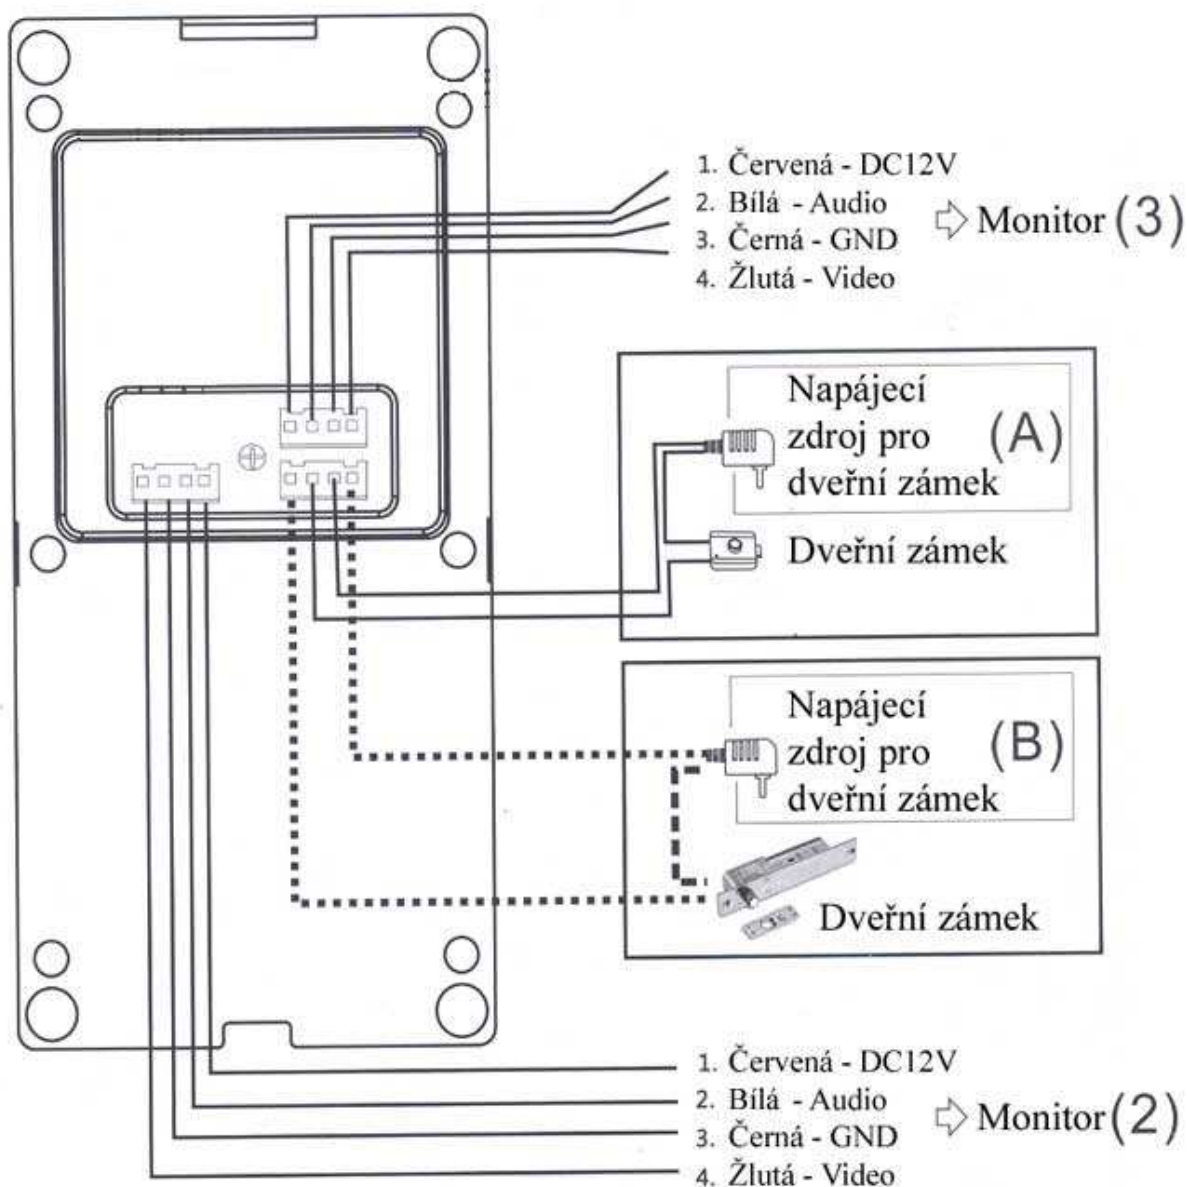 1. Červená - DC12V
2. Bílá - Audio
3. Černá - GND
4. Žlutá - Video
Monitor (3)
Napájecí
zdroj pro
dveřní zámek
(A)
Dveřní zámek
Napájecí
zdroj pro
dveřní zámek
(B)
Dveřní zámek
1. Červená - DC12V
2. Bílá - Audio
3. Černá - GND
4. Žlutá - Video
Monitor (2)